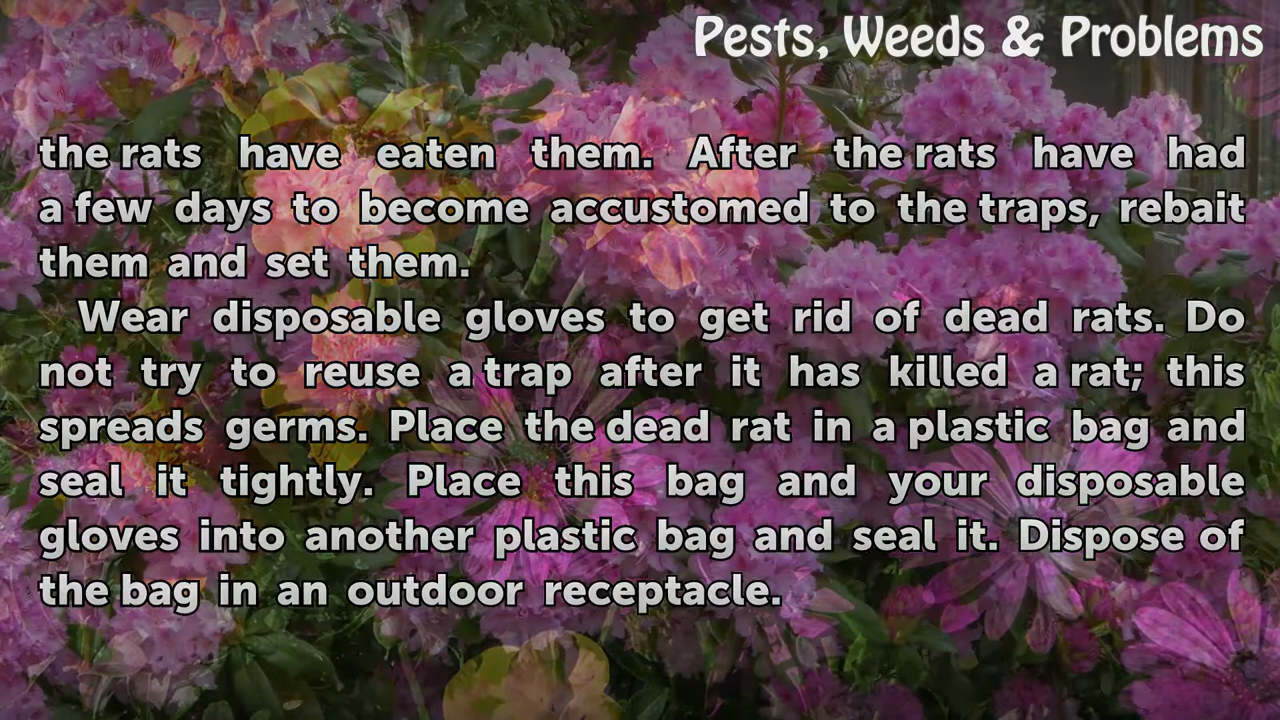 Pests, Weeds & Problems
the rats have eaten them. After the rats have had
a few days to become accustomed to the traps, rebait
them and set them.
Wear disposable gloves to get rid of dead rats. Do
not try to reuse a trap after it has killed a rat; this
spreads germs. Place the dead rat in a plastic bag and
seal it tightly. Place this bag and your disposable
gloves into another plastic bag and seal it. Dispose of
the bag in an outdoor receptacle.